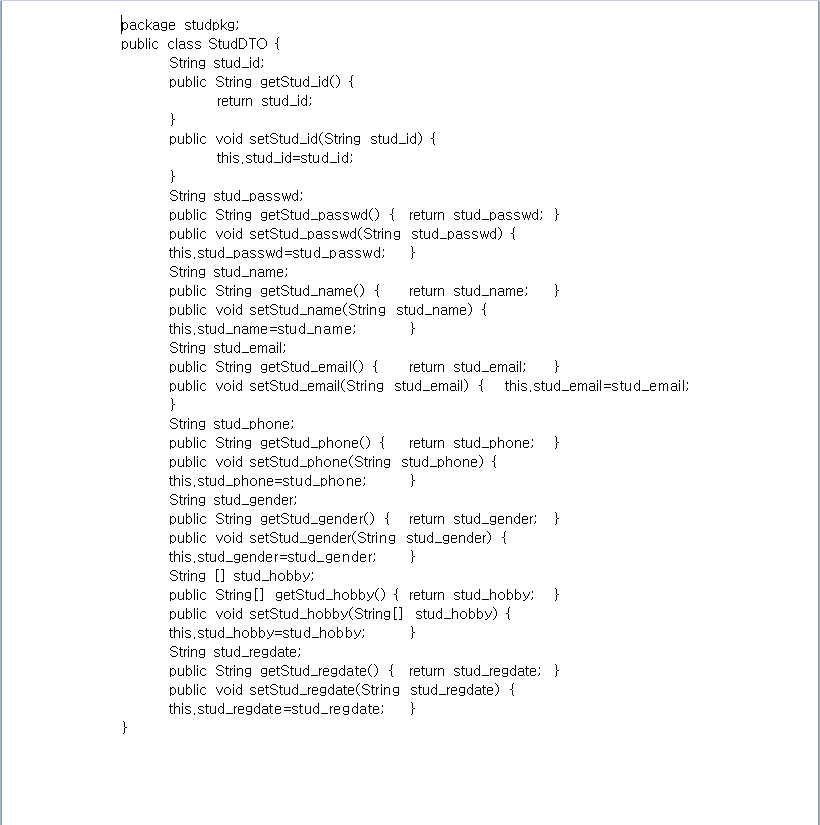 package studpkg;
public class StudDTO {
String stud_id;
public String getStud_id() {
return stud_id;
}
public void setStud_id(String stud_id) {
this.stud_id=stud_id;
}
String stud_passwd;
public String getStud_passwd() { return stud_passwd; }
public void setStud_passwd(String stud_passwd) {
this.stud_passwd=stud_passwd; }
String stud_name;
public String getStud_name() { return stud_name; }
public void setStud_name(String stud_name) {
this.stud_name=stud_name; }
String stud_email;
public String getStud_email() { return stud_email; }
public void setStud_email(String stud_email) { this.stud_email=stud_email;
}
String stud_phone;
public String getStud_phone() { return stud_phone; }
public void setStud_phone(String stud_phone) {
this.stud_phone=stud_phone; }
String stud_gender;
public String getStud_gender() { return stud_gender; }
public void setStud_gender(String stud_gender) {
this.stud_gender=stud_gender; }
String [] stud_hobby;
public String[] getStud_hobby() { return stud_hobby; }
public void setStud_hobby(String[] stud_hobby) {
this.stud_hobby=stud_hobby; }
String stud_regdate;
public String getStud_regdate() { return stud_regdate; }
public void setStud_regdate(String stud_regdate) {
this.stud_regdate=stud_regdate; }
}